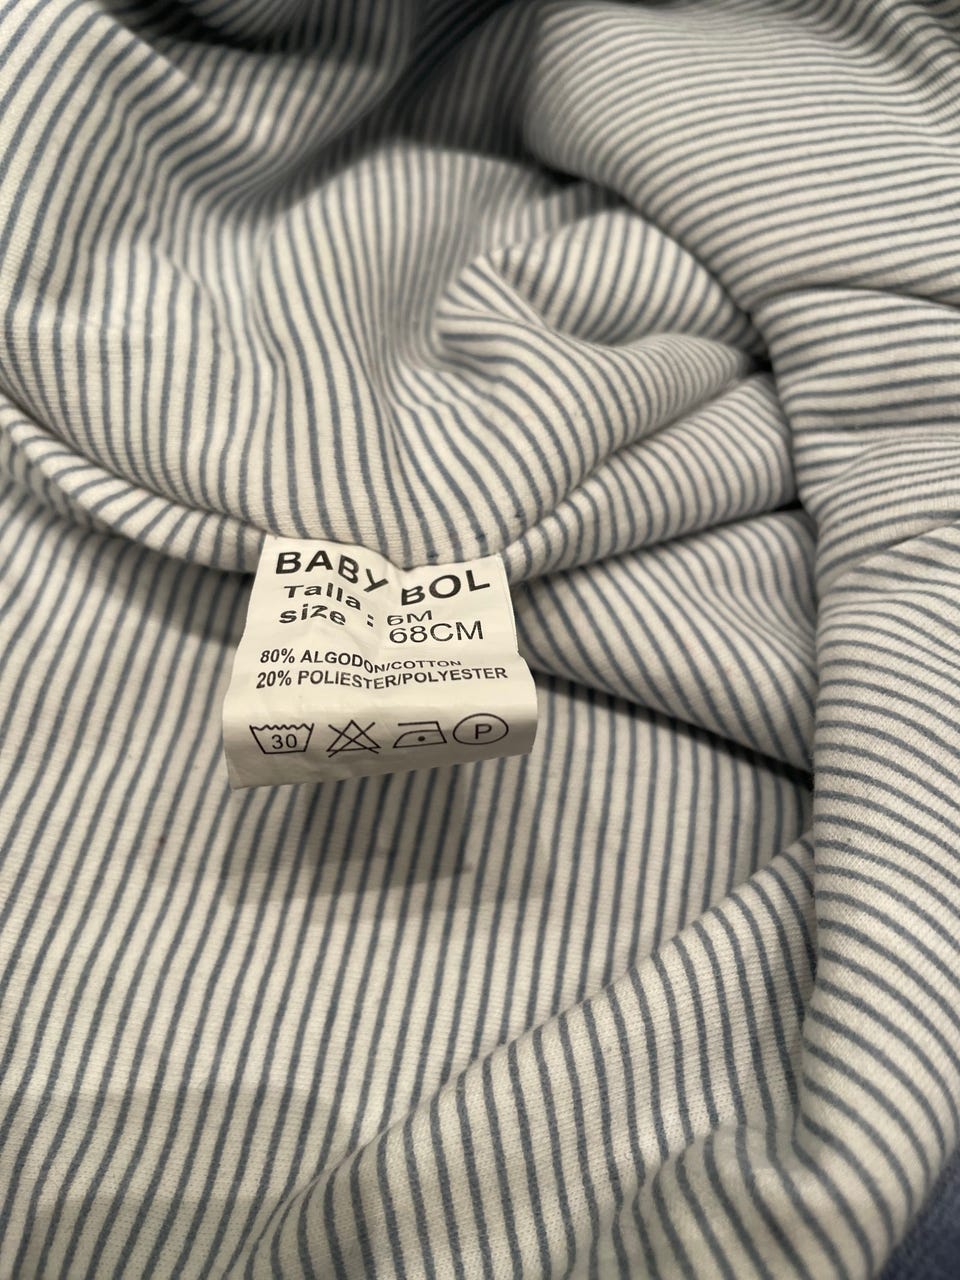 BABY BOL
Talla
size : 6M
68CM
80% ALGODON/COTTON
20% POLIESTER/POLYESTER
30 P